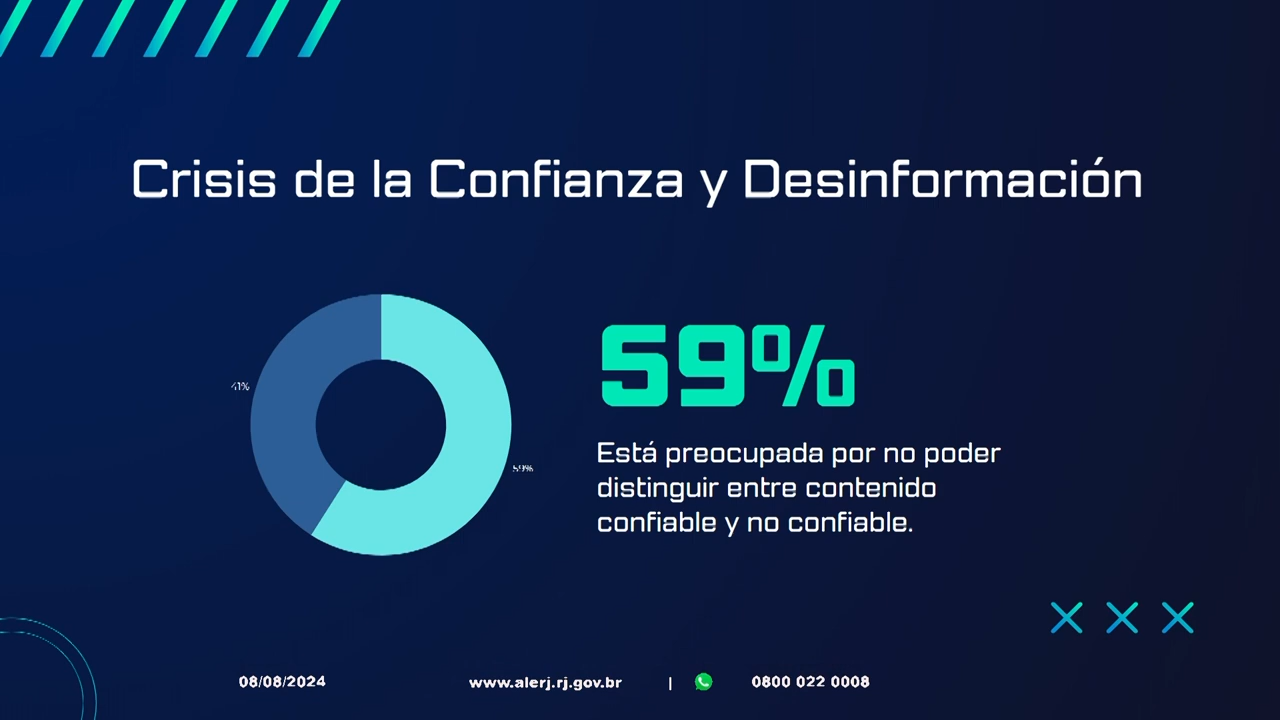 Crisis de la Confianza y Desinformación
59%
41%
59%
Está preocupada por no poder
distinguir entre contenido
confiable y no confiable.
08/08/2024
www.alerj.rj.gov.br | 0800 022 0008